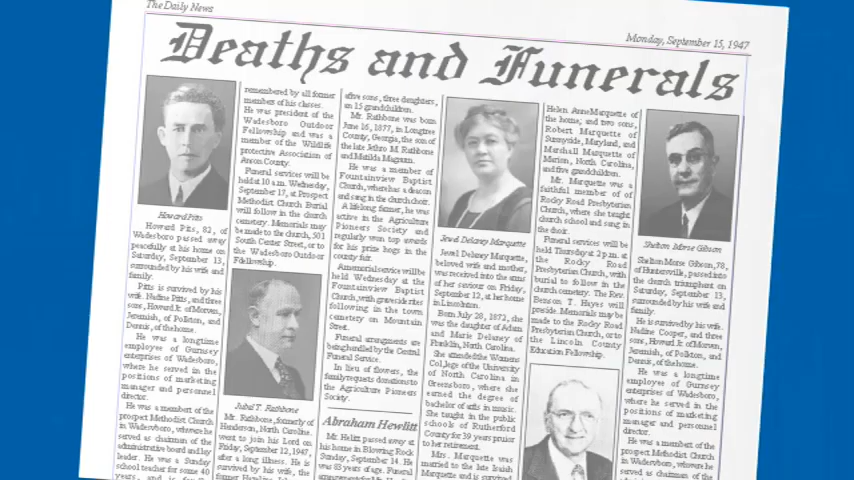 The Daily News
Monday, September 15, 1947
Deaths and Funerals
Howard Pitts
Howard Pitts, 82, of
Wadesboro passed away
peacefully at his home on
Saturday, September 13,
surrounded by his wife and
family.
Pitts is survived by his
wife, Nadine Pitts, and three
sons, Howard Jr. of Morven,
Jeremiah, of Polkton, and
Dennis, of the home.
He was a longtime
employee of Gurnsey
enterprises of Wadesboro,
where he served in the
positions of marketing
manager and personnel
director.
He was a member of the
prospect Methodist Church
in Wadesboro, where he
served as chairman of the
administrative board and lay
leader. He was a Sunday
school teacher for some 40
years, and is
remembered by all former
members of his classes.
He was president of the
Wadesboro Outdoor
Fellowship and was a
member of the Wildlife
protective Association of
Anson County.
Funeral services will be
held at 10 a.m. Wednesday,
September 17, at Prospect
Methodist Church Burial
will follow in the church
cemetery. Memorials may
be made to the church, 501
South Center Street, or to
the Wadesboro Outdoor
Fellowship.
Jubal T. Rathbone
Mr. Rathbone, formerly of
Henderson, North Carolina,
went to join his Lord on
Friday, September 12, 1947,
after a long illness. He is
survived by his wife, the
former
five sons, three daughters,
an 15 grandchildren.
Mr. Rathbone was born
June 16, 1877, in Longtree
County, Georgia, the son of
the late Jethro M. Rathbone
and Matilda Magnum.
He was a member of
Fountainview Baptist
Church, where has a deacon
and sang in the church choir.
A lifelong farmer, he was
active in the Agriculture
Pioneers Society and
regularly won top awards
for his prize hogs in the
county fair.
A memorial service will be
held Wednesday at the
Fountainview Baptist
Church, with graveside rites
following in the town
cemetery on Mountain
Street.
Funeral arrangements are
being handled by the Central
Funeral Service.
In lieu of flowers, the
family requests donations to
the Agriculture Pioneers
Society.
Abraham Hewlitt
Mr. Helitt passed away at
his home in Blowing Rock
Sunday, September 14. He
was 83 years of age. Funeral
Jewel Delaney Marquette
Jewel Delaney Marquette,
beloved wife and mother,
was received into the arms
of her saviour on Friday,
September 12, at her home
in Lincolnton.
Born July 28, 1872, she
was the daughter of Adam
and Marie Delaney of
Franklin, North Carolina.
She attended the Womens
College of the University
of North Carolina in
Greensboro, where she
earned the degree of
bachelor of arts in music.
She taught in the public
schools of Rutherford
County for 39 years prior
to her retirement.
Mrs. Marquette was
married to the late Isiah
Marquette and is survived
Helen AnneMarquette of
the home; and two sons,
Robert Marquette of
Sunnyside, Maryland, and
Marshall Marquette of
Marion, North Carolina,
and five grandchildren.
Mr. Marquette was a
faithful member of of
Rocky Road Presbyterian
Church, where she taught
church school and sang in
the choir.
Funeral services will be
held Thursday at 2 p.m. at
the Rocky Road
Presbyterian Church, with
burial to follow in the
church cemetery. The Rev.
Benson T. Hayes will
preside. Memorials may be
made to the Rocky Road
Presbyterian Church, or to
the Lincoln County
Education Fellowship.
Shelton Morse Gibson
Shelton Morse Gibson, 78,
of Huntersville, passed into
the church triumphant on
Saturday, September 13,
surrounded by his wife and
family.
He is survived by his wife,
Nadine Cooper, and three
sons, Howard Jr. of Morven,
Jeremiah, of Polkton, and
Dennis, of the home.
He was a longtime
employee of Gurnsey
enterprises of Wadesboro,
where he served in the
positions of marketing
manager and personnel
director.
He was a member of the
prospect Methodist Church
in Wadesboro, where he
served as chairman of the